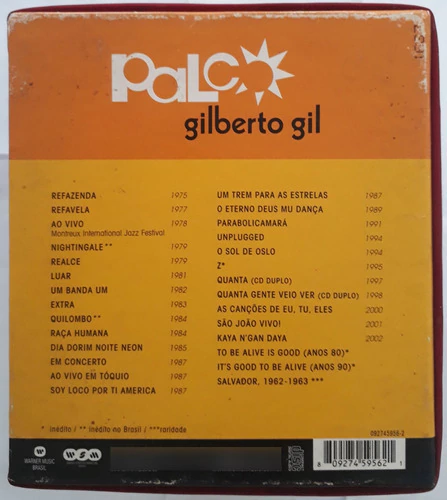 PALCO
gilberto gil
REFAZENDA 1975
REFAVELA 1977
AO VIVO 1978
Montreux International Jazz Festival
NIGHTINGALE** 1979
REALCE 1979
LUAR 1981
UM BANDA UM 1982
EXTRA 1983
QUILOMBO** 1984
RAÇA HUMANA 1984
DIA DORIM NOITE NEON 1985
EM CONCERTO 1987
AO VIVO EM TÓQUIO 1987
SOY LOCO POR TI AMERICA 1987
UM TREM PARA AS ESTRELAS 1987
O ETERNO DEUS MU DANÇA 1989
PARABOLICAMARÁ 1991
UNPLUGGED 1994
O SOL DE OSLO 1994
Z* 1995
QUANTA (CD DUPLO) 1997
QUANTA GENTE VEIO VER (CD DUPLO) 1998
AS CANÇÕES DE EU, TU, ELES 2000
SÃO JOÃO VIVO! 2001
KAYA N'GAN DAYA 2002
TO BE ALIVE IS GOOD (ANOS 80)*
IT'S GOOD TO BE ALIVE (ANOS 90)*
SALVADOR, 1962-1963 ***
* inédito / ** inédito no Brasil / ***raridade
092745956-2
WARNER MUSIC
BRASIL
wsm
8 09274 59562 1